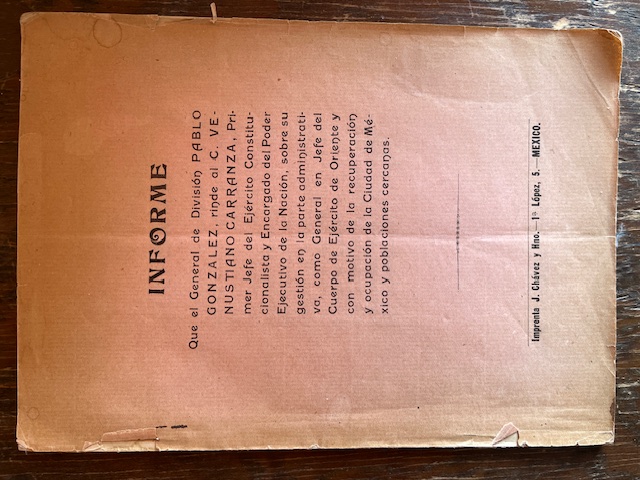 INFORME
Que el General de División PABLO
GONZALEZ, rinde al C. VE-
NUSTIANO CARRANZA, Pri-
mer Jefe del Ejército Constitu-
cionalista y Encargado del Poder
Ejecutivo de la Nación, sobre su
gestión en la parte administrati-
va, como General en Jefe del
Cuerpo de Ejército de Oriente y
con motivo de la recuperación
y ocupación de la Ciudad de Mé-
xico y poblaciones cercanas.
Imprenta J. Chávez y Hno.—1ª López, 5.—MEXICO.